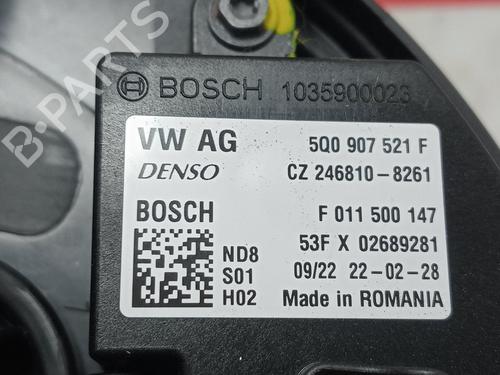 B-PARTS
BOSCH 1035900023
VW AG 5Q0 907 521 F
DENSO CZ 246810-8261
BOSCH F 011 500 147
ND8 53F X 02689281
S01 09/22 22-02-28
H02 Made in ROMANIA